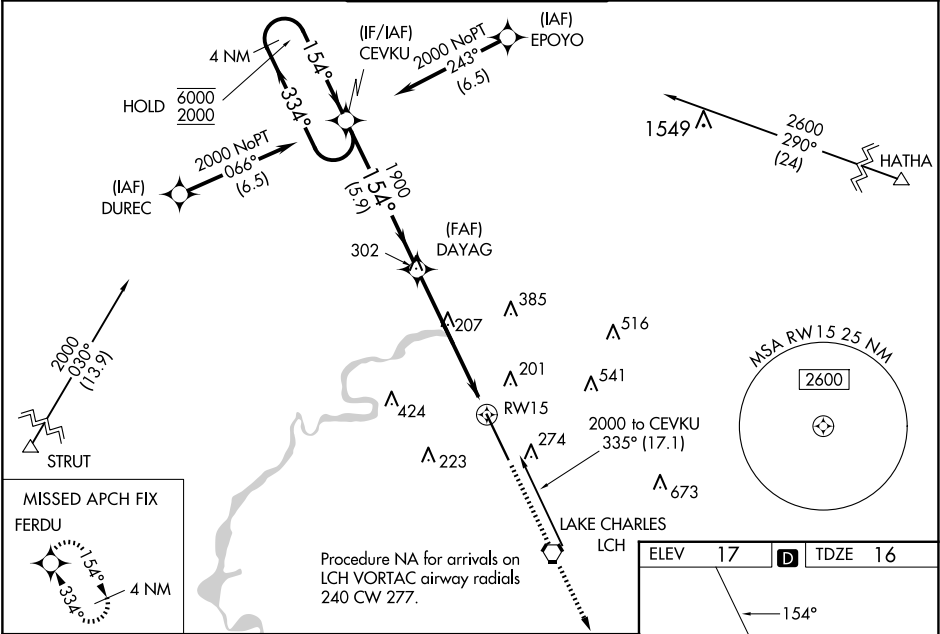 (IF/IAF)
CEVKU
(IAF)
EPOYO
4 NM
154°
334°
2000 NoPT
243°
(6.5)
HOLD
6000
2000
1549
2600
290°
(24)
HATHA
2000 NoPT
066°
(6.5)
(IAF)
DUREC
1900
154°
(5.9)
(FAF)
DAYAG
302
385
207
516
2000
030°
(13.9)
STRUT
MSA RW15 25 NM
2600
201
541
424
RW15
2000 to CEVKU
335° (17.1)
274
223
673
MISSED APCH FIX
FERDU
154°
334°
4 NM
LAKE CHARLES
LCH
Procedure NA for arrivals on
LCH VORTAC airway radials
240 CW 277.
ELEV 17 D TDZE 16
154°